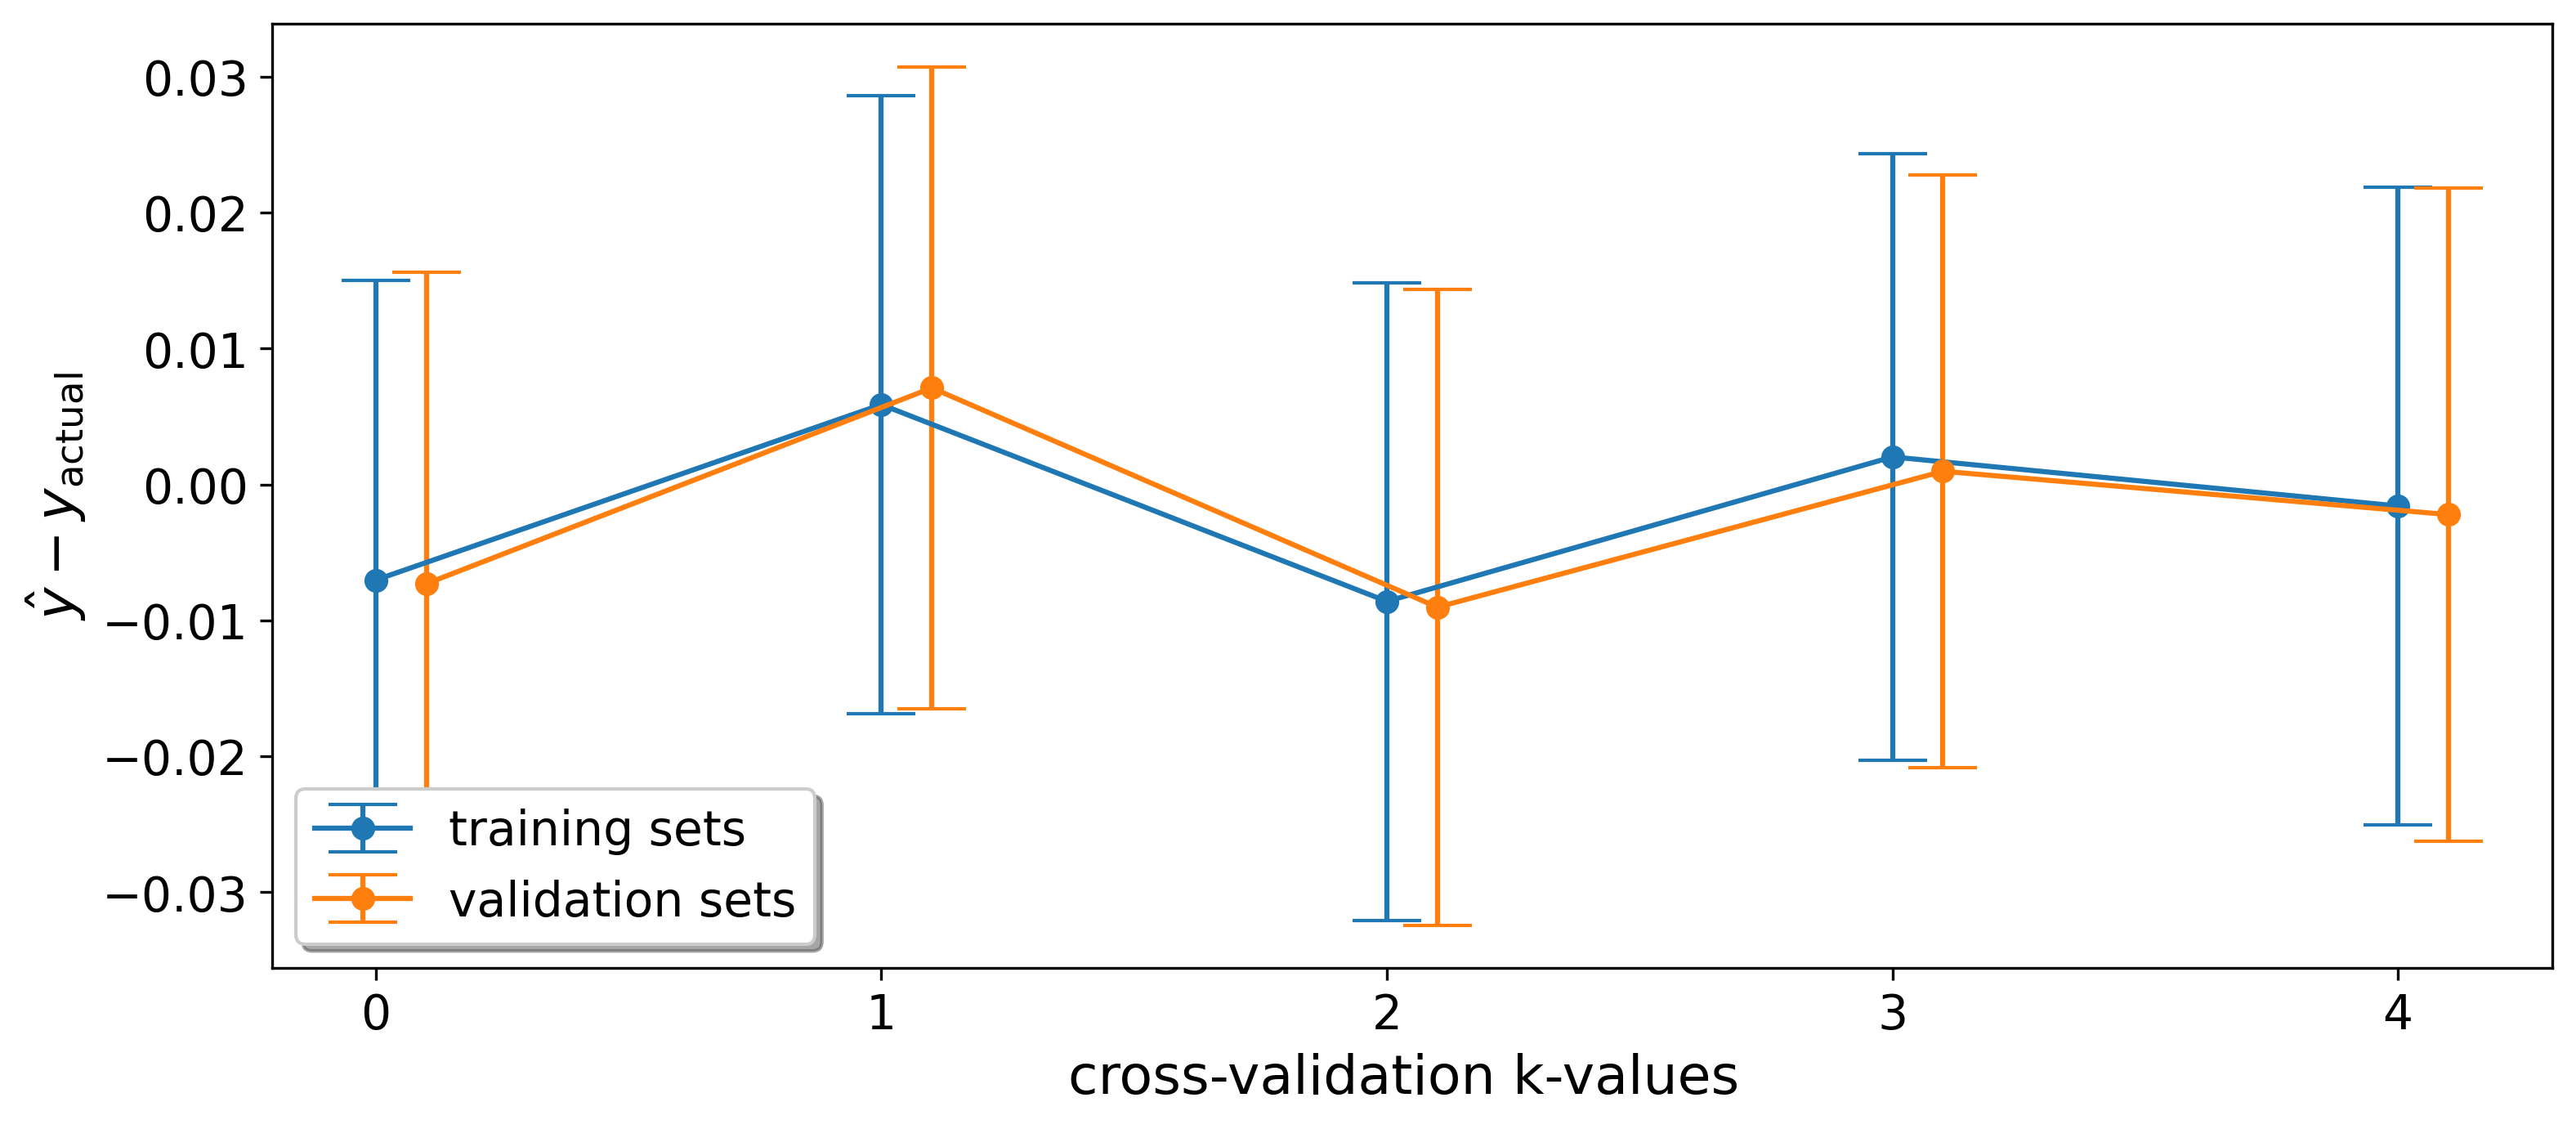 0.03
0.02
0.01
0.00
−0.01
−0.02
−0.03
ŷ − y actual
training sets
validation sets
0 1 2 3 4
cross-validation k-values